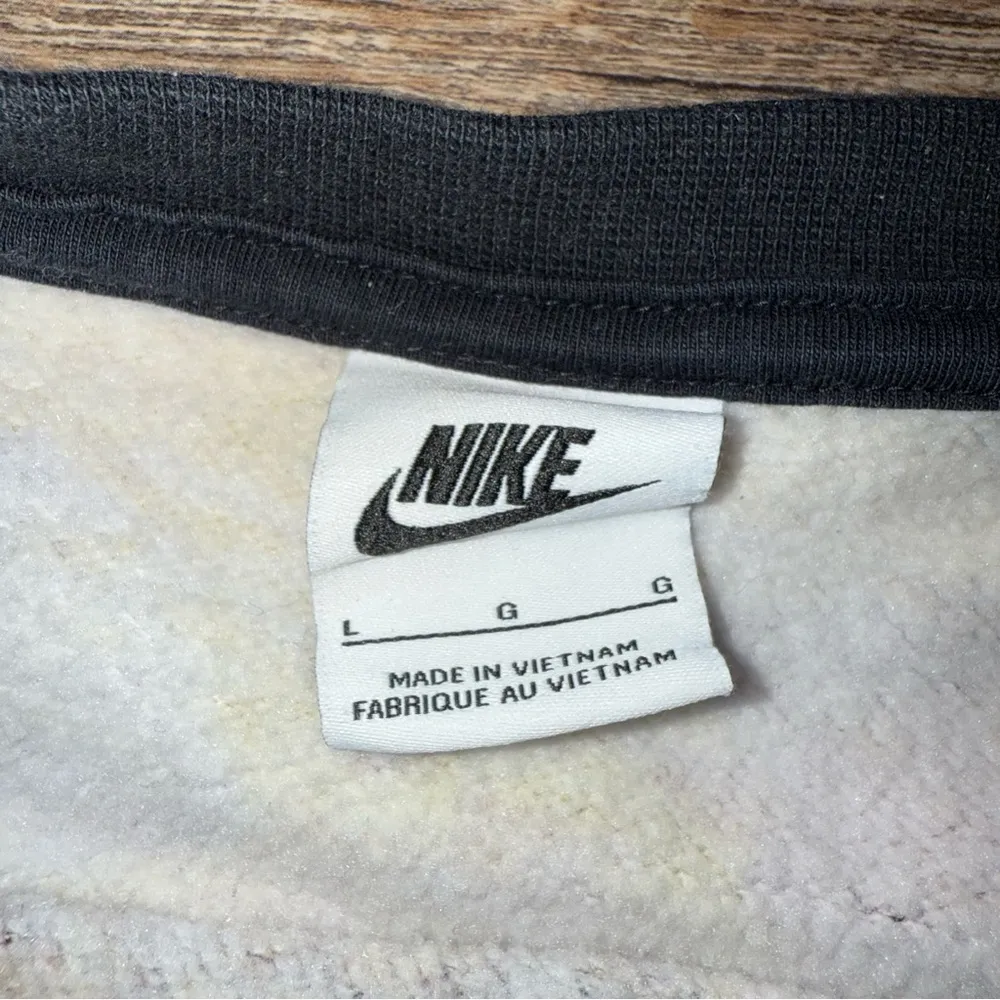 NIKE
L G G
MADE IN VIETNAM
FABRIQUE AU VIETNAM